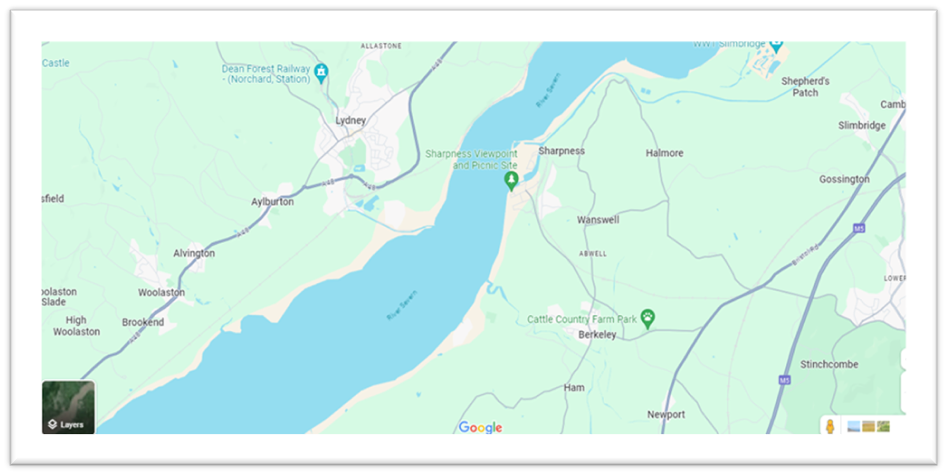 ALLASTONE
WWT Slimbridge
Castle
Dean Forest Railway
- (Norchard, Station)
River Severn
Shepherd's
Patch
Camb
Lydney
Slimbridge
Sharpness Viewpoint
and Picnic Site
Sharpness
Halmore
Gossington
sfield
Aylburton
Wanswell
M5
Alvington
ABWELL
LOWER
oolaston
Slade
Woolaston
River Severn
High
Woolaston
Brookend
Cattle Country Farm Park
Berkeley
Stinchcombe
M5
Ham
Newport
Layers
Google